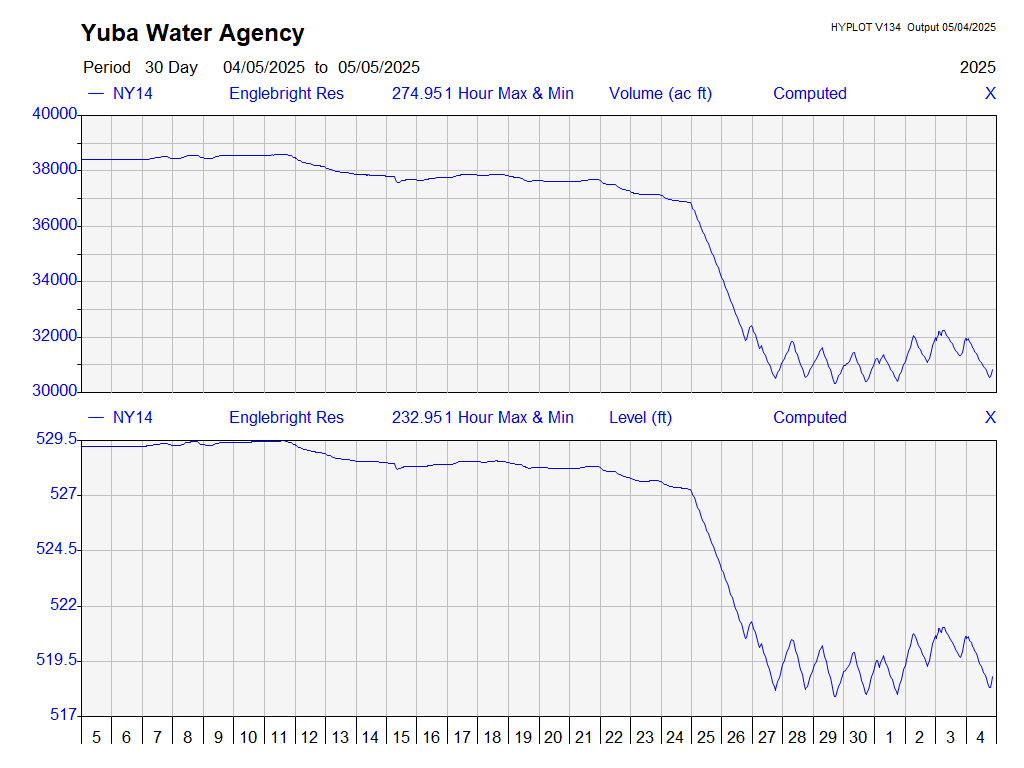 Yuba Water Agency
HYPLOT V134 Output 05/04/2025
Period 30 Day 04/05/2025 to 05/05/2025
2025
NY14 Englebright Res 274.951 Hour Max & Min Volume (ac ft) Computed X
40000
38000
36000
34000
32000
30000
NY14 Englebright Res 232.951 Hour Max & Min Level (ft) Computed X
529.5
527
524.5
522
519.5
517
5 6 7 8 9 10 11 12 13 14 15 16 17 18 19 20 21 22 23 24 25 26 27 28 29 30 1 2 3 4